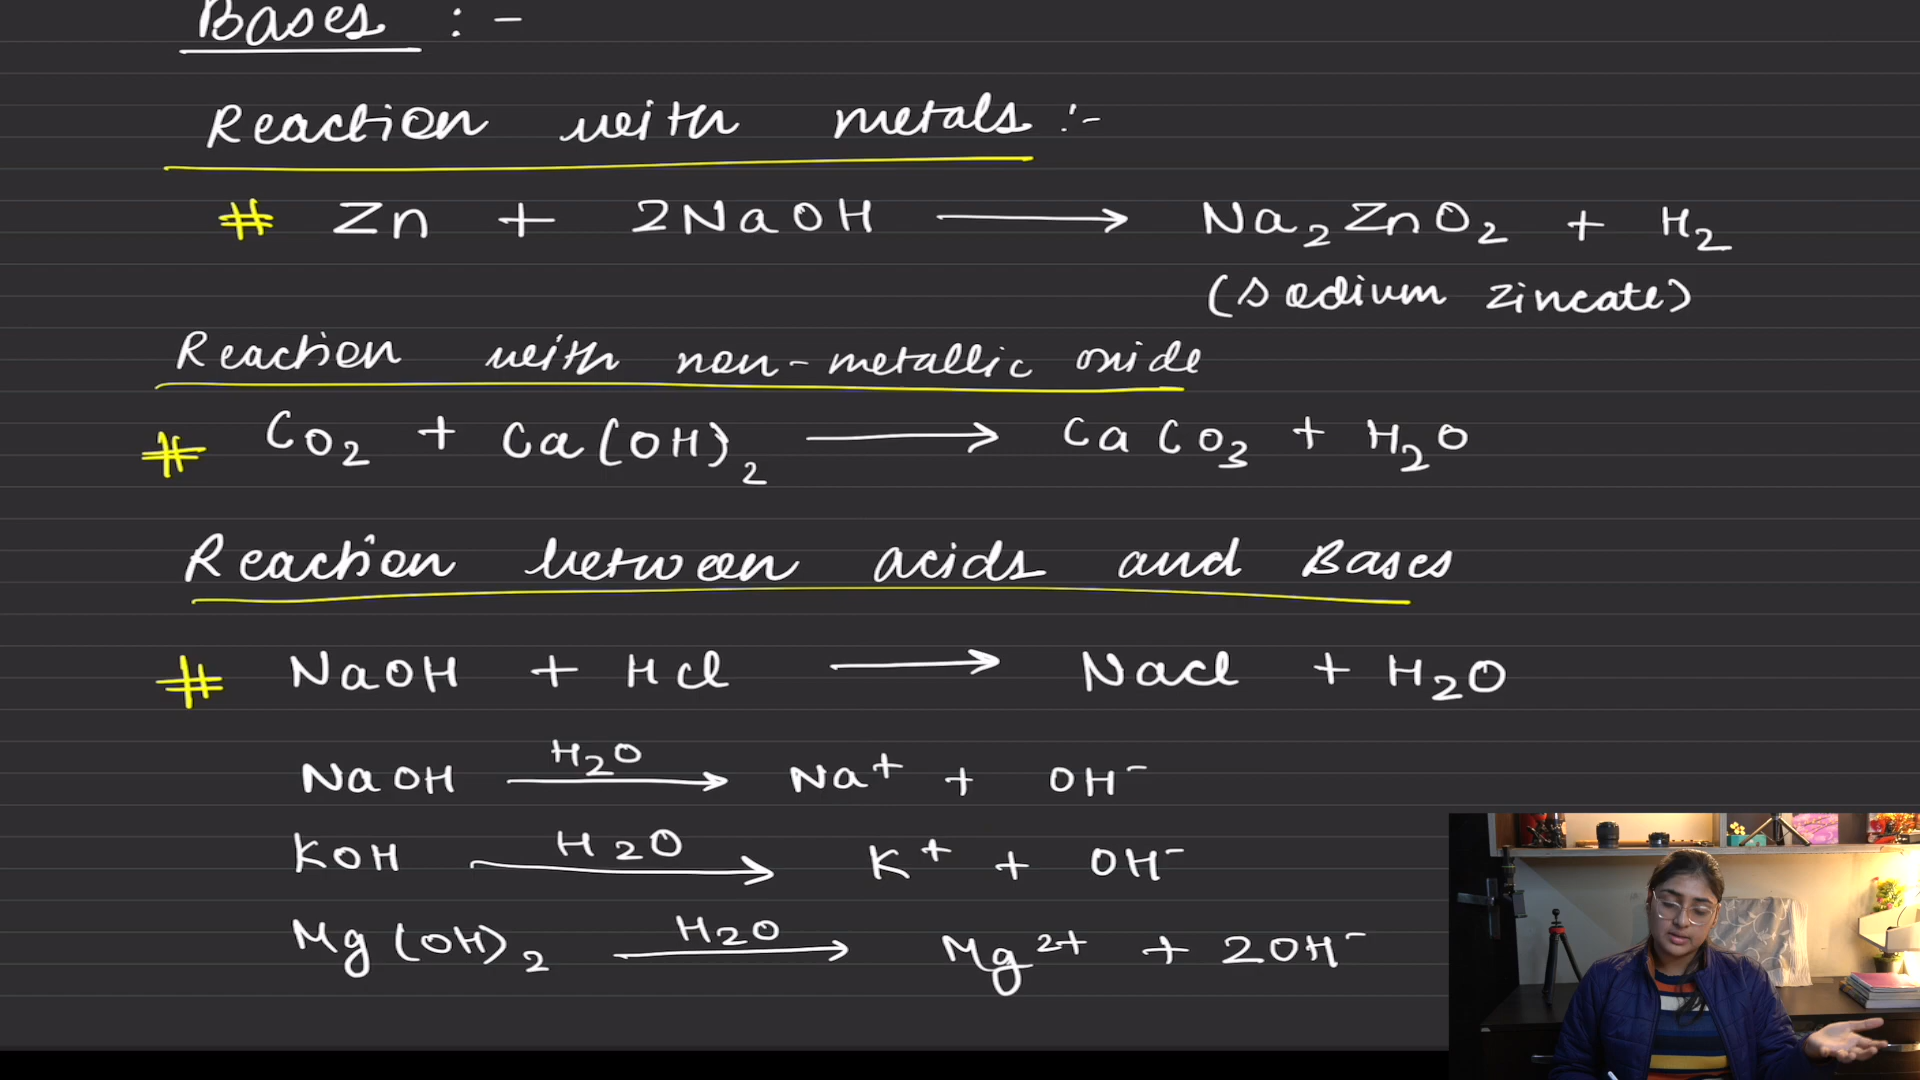 Bases :-
Reaction with metals :-
# Zn + 2NaOH ⟶ Na₂ZnO₂ + H₂
(sodium zincate)
Reaction with non-metallic oxide
# CO₂ + Ca(OH)₂ ⟶ CaCO₃ + H₂O
Reaction between acids and Bases
# NaOH + HCl ⟶ NaCl + H₂O
NaOH ⟶ H₂O Na⁺ + OH⁻
KOH ⟶ H₂O K⁺ + OH⁻
Mg(OH)₂ ⟶ H₂O Mg²⁺ + 2OH⁻